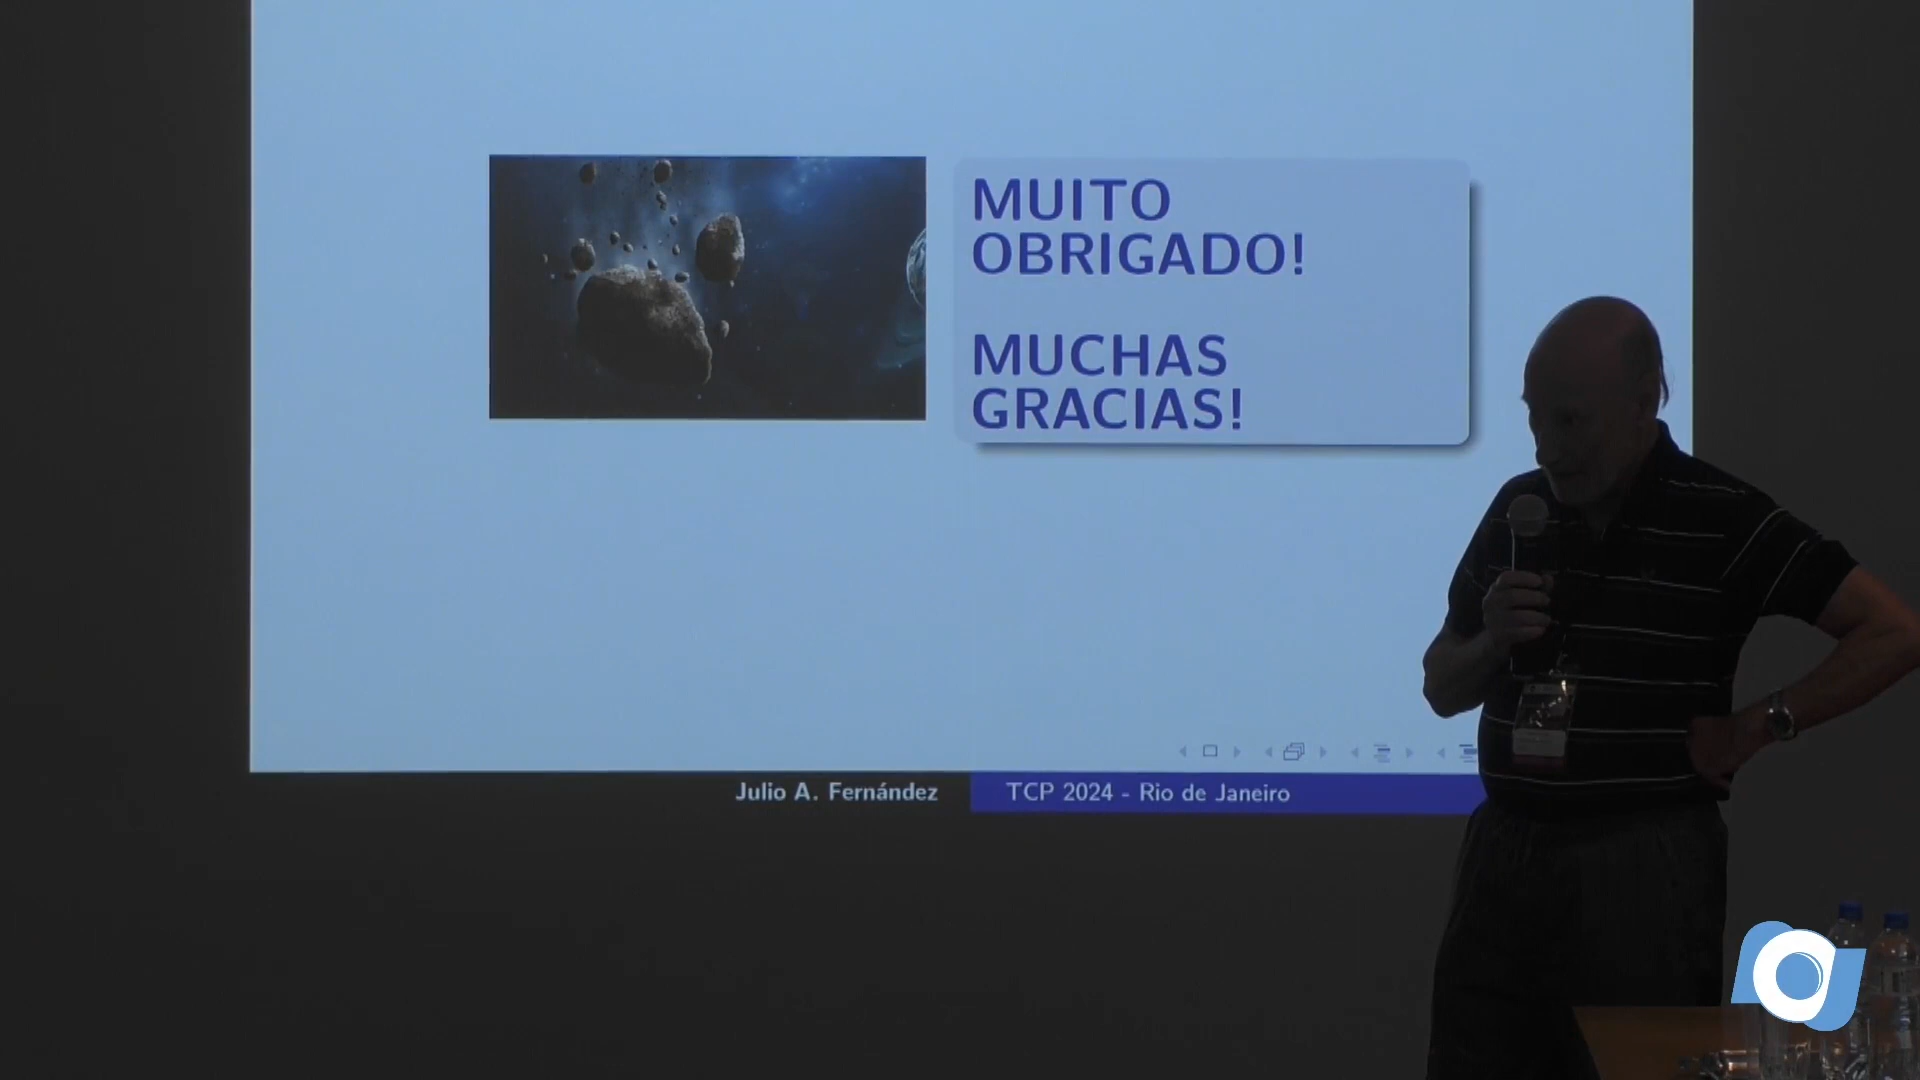 MUITO
OBRIGADO!
MUCHAS
GRACIAS!
Julio A. Fernández
TCP 2024 - Rio de Janeiro